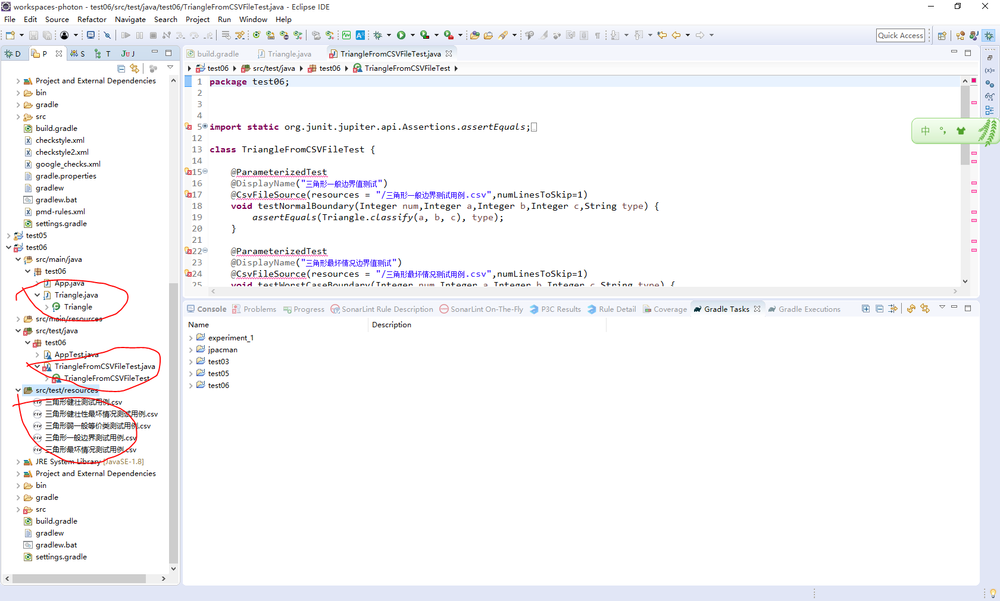 workspaces-photon - test06/src/test/java/test06/TriangleFromCSVFileTest.java - Eclipse IDE
File Edit Source Refactor Navigate Search Project Run Window Help
Quick Access
D P S T JU J
build.gradle Triangle.java TriangleFromCSVFileTest.java
test06 src/test/java test06 TriangleFromCSVFileTest
Project and External Dependencies
bin
gradle
src
build.gradle
checkstyle.xml
checkstyle2.xml
google_checks.xml
gradle.properties
gradlew
gradlew.bat
pmd-rules.xml
settings.gradle
test05
test06
src/main/java
test06
App.java
Triangle.java
Triangle
src/main/resources
src/test/java
test06
AppTest.java
TriangleFromCSVFileTest.java
TriangleFromCSVFileTest
src/test/resources
三角形健壮测试用例.csv
三角形健壮性最坏情况测试用例.csv
三角形弱一般等价类测试用例.csv
三角形一般边界测试用例.csv
三角形最坏情况测试用例.csv
JRE System Library [JavaSE-1.8]
Project and External Dependencies
bin
gradle
src
build.gradle
gradlew
gradlew.bat
settings.gradle
1 package test06;
2
3
4
5 import static org.junit.jupiter.api.Assertions.assertEquals;
12
13 class TriangleFromCSVFileTest {
14
15 @ParameterizedTest
16 @DisplayName("三角形一般边界值测试")
17 @CsvFileSource(resources = "/三角形一般边界测试用例.csv",numLinesToSkip=1)
18 void testNormalBoundary(Integer num,Integer a,Integer b,Integer c,String type) {
19 assertEquals(Triangle.classify(a, b, c), type);
20 }
21
22 @ParameterizedTest
23 @DisplayName("三角形最坏情况边界值测试")
24 @CsvFileSource(resources = "/三角形最坏情况测试用例.csv",numLinesToSkip=1)
25 void testWorstCaseBoundary(Integer num,Integer a,Integer b,Integer c,String type) {
中 °,
(x)=
Console Problems Progress SonarLint Rule Description SonarLint On-The-Fly P3C Results Rule Detail Coverage Gradle Tasks Gradle Executions
Name Description
experiment_1
jpacman
test03
test05
test06